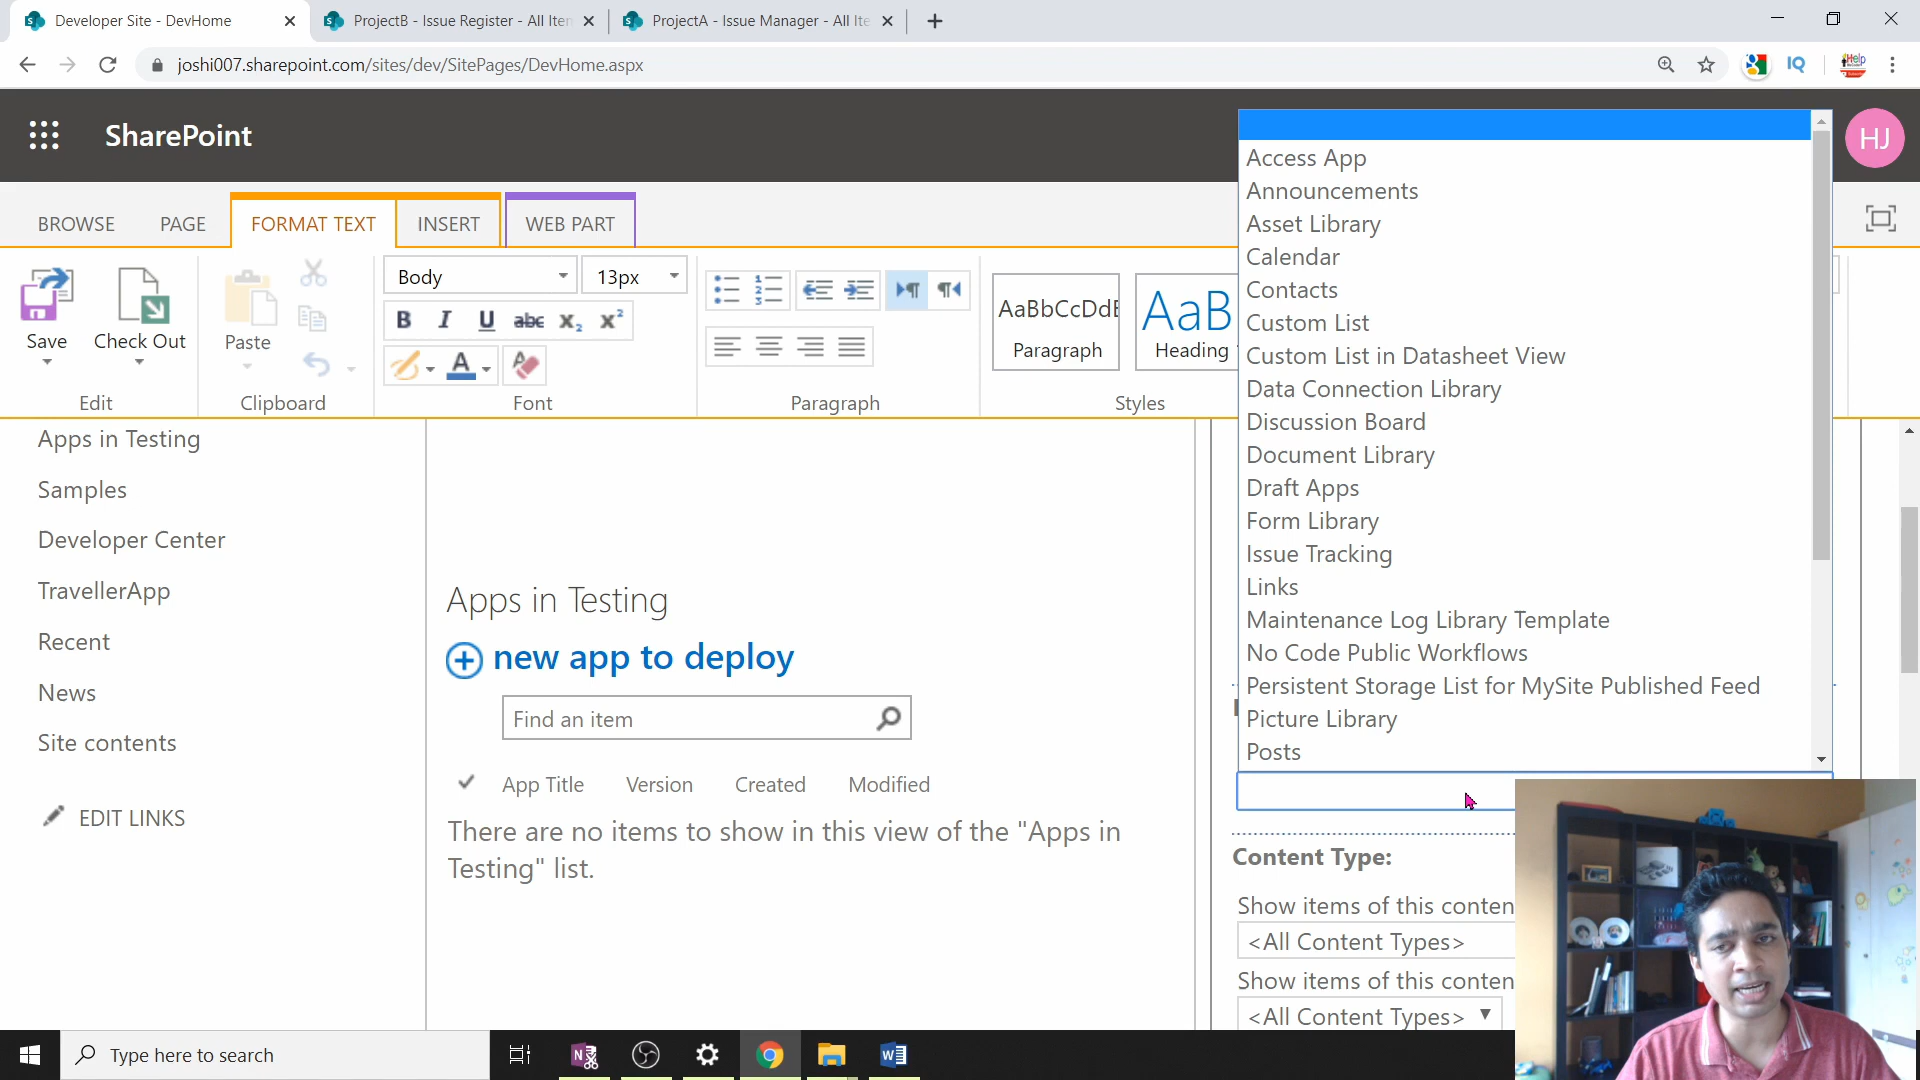 Developer Site - DevHome
ProjectB - Issue Register - All Iten
ProjectA - Issue Manager - All Ite
joshi007.sharepoint.com/sites/dev/SitePages/DevHome.aspx
IQ
SharePoint
HJ
BROWSE PAGE FORMAT TEXT INSERT WEB PART
Save
Check Out
Edit
Paste
Clipboard
Body
13px
B I U abc X₂ X²
A
Font
Paragraph
AaBbCcDdE
Paragraph
AaB
Heading
Styles
Apps in Testing
Samples
Developer Center
TravellerApp
Recent
News
Site contents
EDIT LINKS
Apps in Testing
new app to deploy
Find an item
App Title Version Created Modified
There are no items to show in this view of the "Apps in
Testing" list.
Access App
Announcements
Asset Library
Calendar
Contacts
Custom List
Custom List in Datasheet View
Data Connection Library
Discussion Board
Document Library
Draft Apps
Form Library
Issue Tracking
Links
Maintenance Log Library Template
No Code Public Workflows
Persistent Storage List for MySite Published Feed
Picture Library
Posts
Content Type:
Show items of this conten
<All Content Types>
Show items of this conten
<All Content Types>
Type here to search